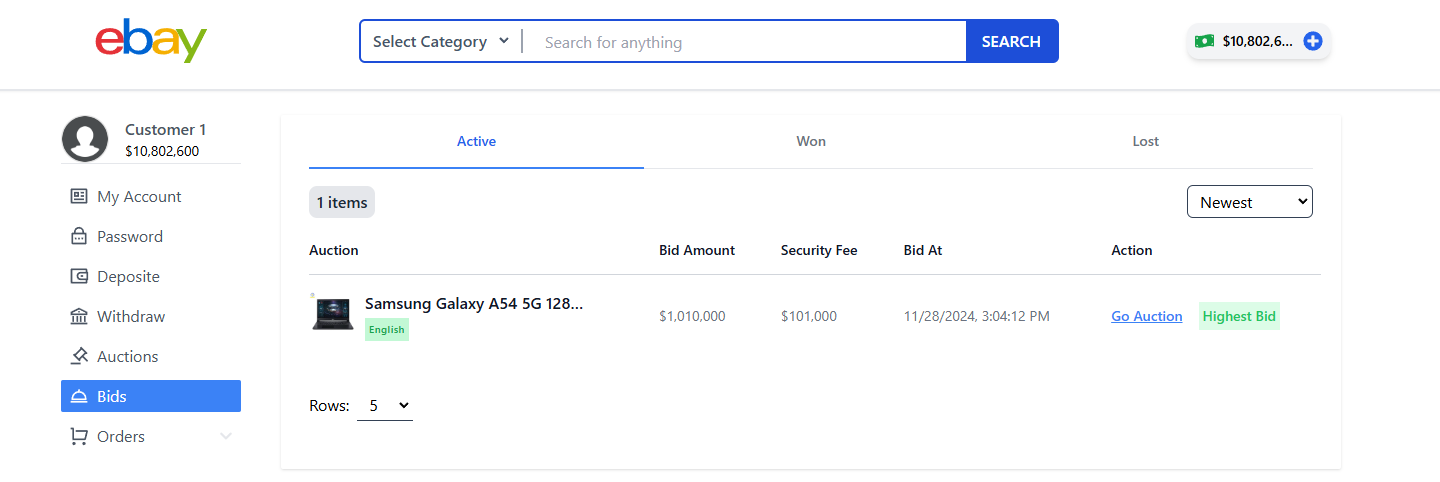 ebay
Select Category
Search for anything
SEARCH
$10,802,6...
Customer 1
$10,802,600
My Account
Password
Deposite
Withdraw
Auctions
Bids
Orders
Active Won Lost
1 items
Newest
Auction Bid Amount Security Fee Bid At Action
Samsung Galaxy A54 5G 128...
English
$1,010,000 $101,000 11/28/2024, 3:04:12 PM Go Auction Highest Bid
Rows: 5